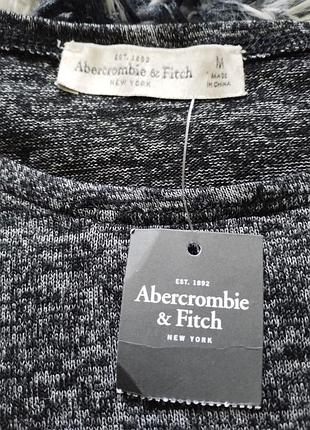 EST. 1892
Abercrombie & Fitch
NEW YORK
M
MADE
IN CHINA
EST. 1892
Abercrombie
& Fitch
NEW YORK